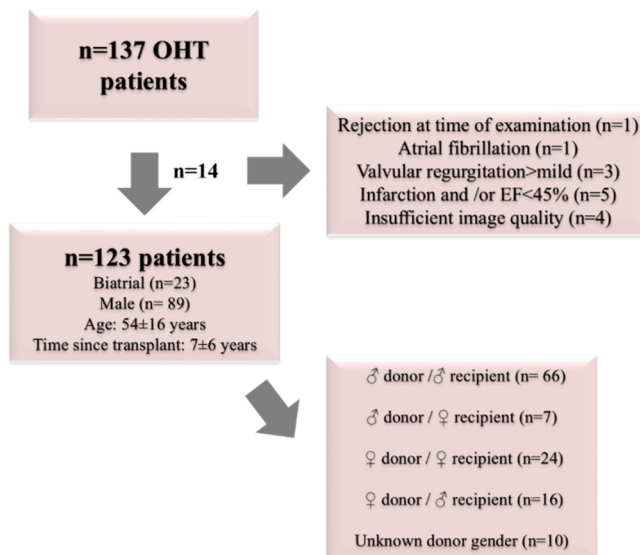 n=137 OHT
patients
n=14
Rejection at time of examination (n=1)
Atrial fibrillation (n=1)
Valvular regurgitation>mild (n=3)
Infarction and /or EF<45% (n=5)
Insufficient image quality (n=4)
n=123 patients
Biatrial (n=23)
Male (n= 89)
Age: 54±16 years
Time since transplant: 7±6 years
♂ donor /♂ recipient (n= 66)
♂ donor / ♀ recipient (n=7)
♀ donor / ♀ recipient (n=24)
♀ donor / ♂ recipient (n=16)
Unknown donor gender (n=10)